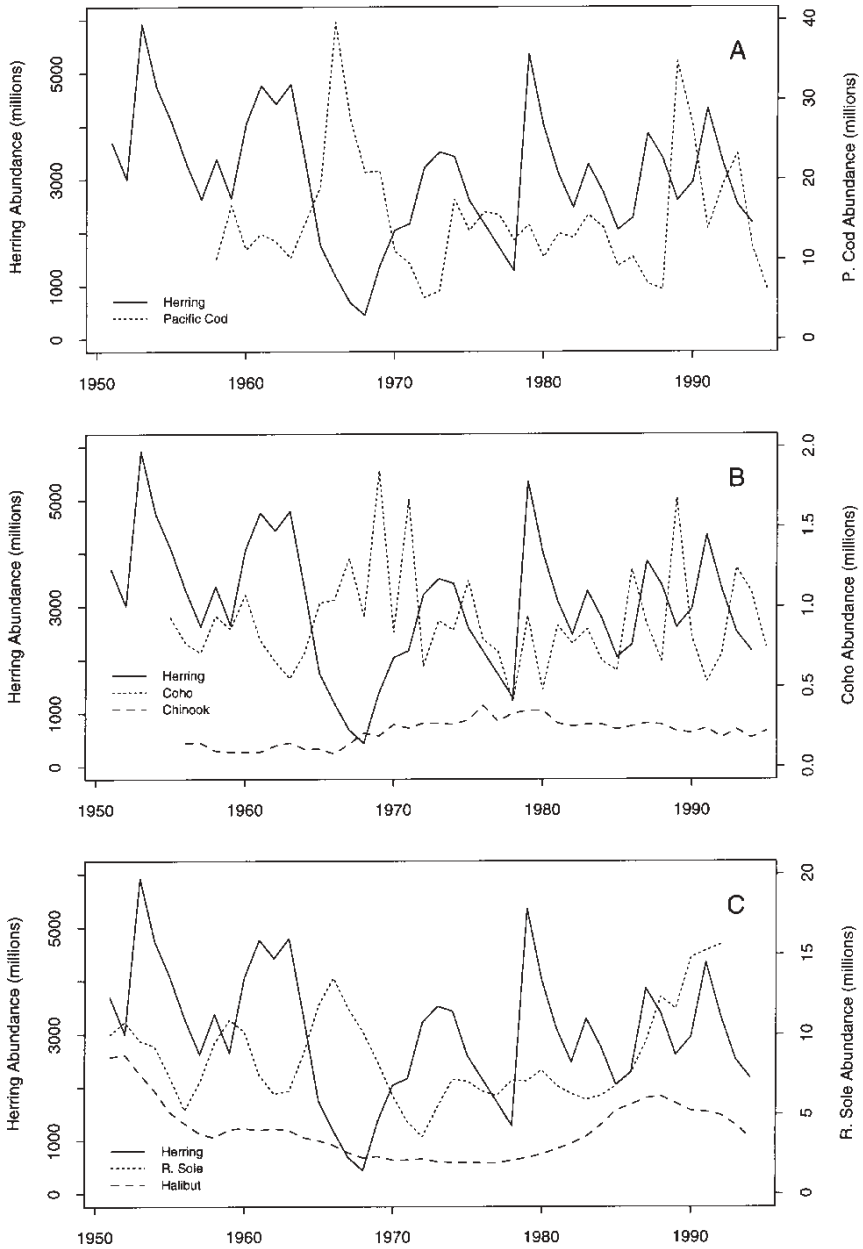 A
Herring Abundance (millions)
0 1000 3000 5000
P. Cod Abundance (millions)
0 10 20 30 40
Herring
Pacific Cod
1950 1960 1970 1980 1990
B
Herring Abundance (millions)
0 1000 3000 5000
Coho Abundance (millions)
0.0 0.5 1.0 1.5 2.0
Herring
Coho
Chinook
1950 1960 1970 1980 1990
C
Herring Abundance (millions)
0 1000 3000 5000
R. Sole Abundance (millions)
0 5 10 15 20
Herring
R. Sole
Halibut
1950 1960 1970 1980 1990